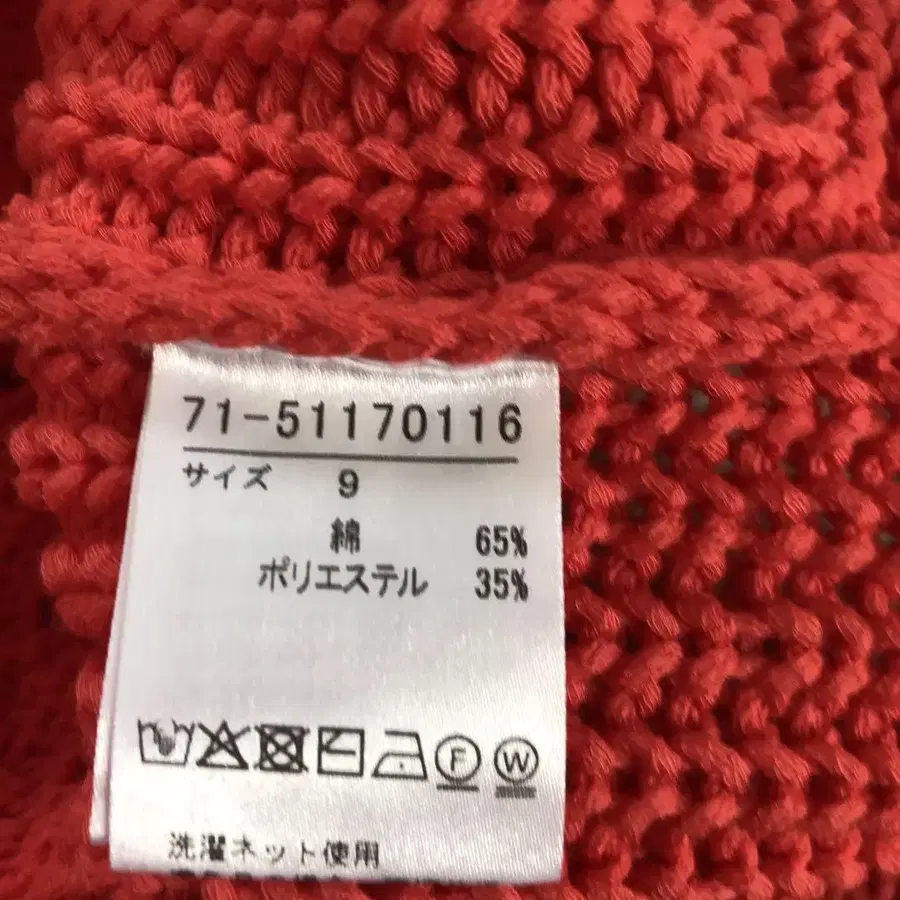 71-51170116
サイズ 9
綿 65%
ポリエステル 35%
F W
洗濯ネット使用